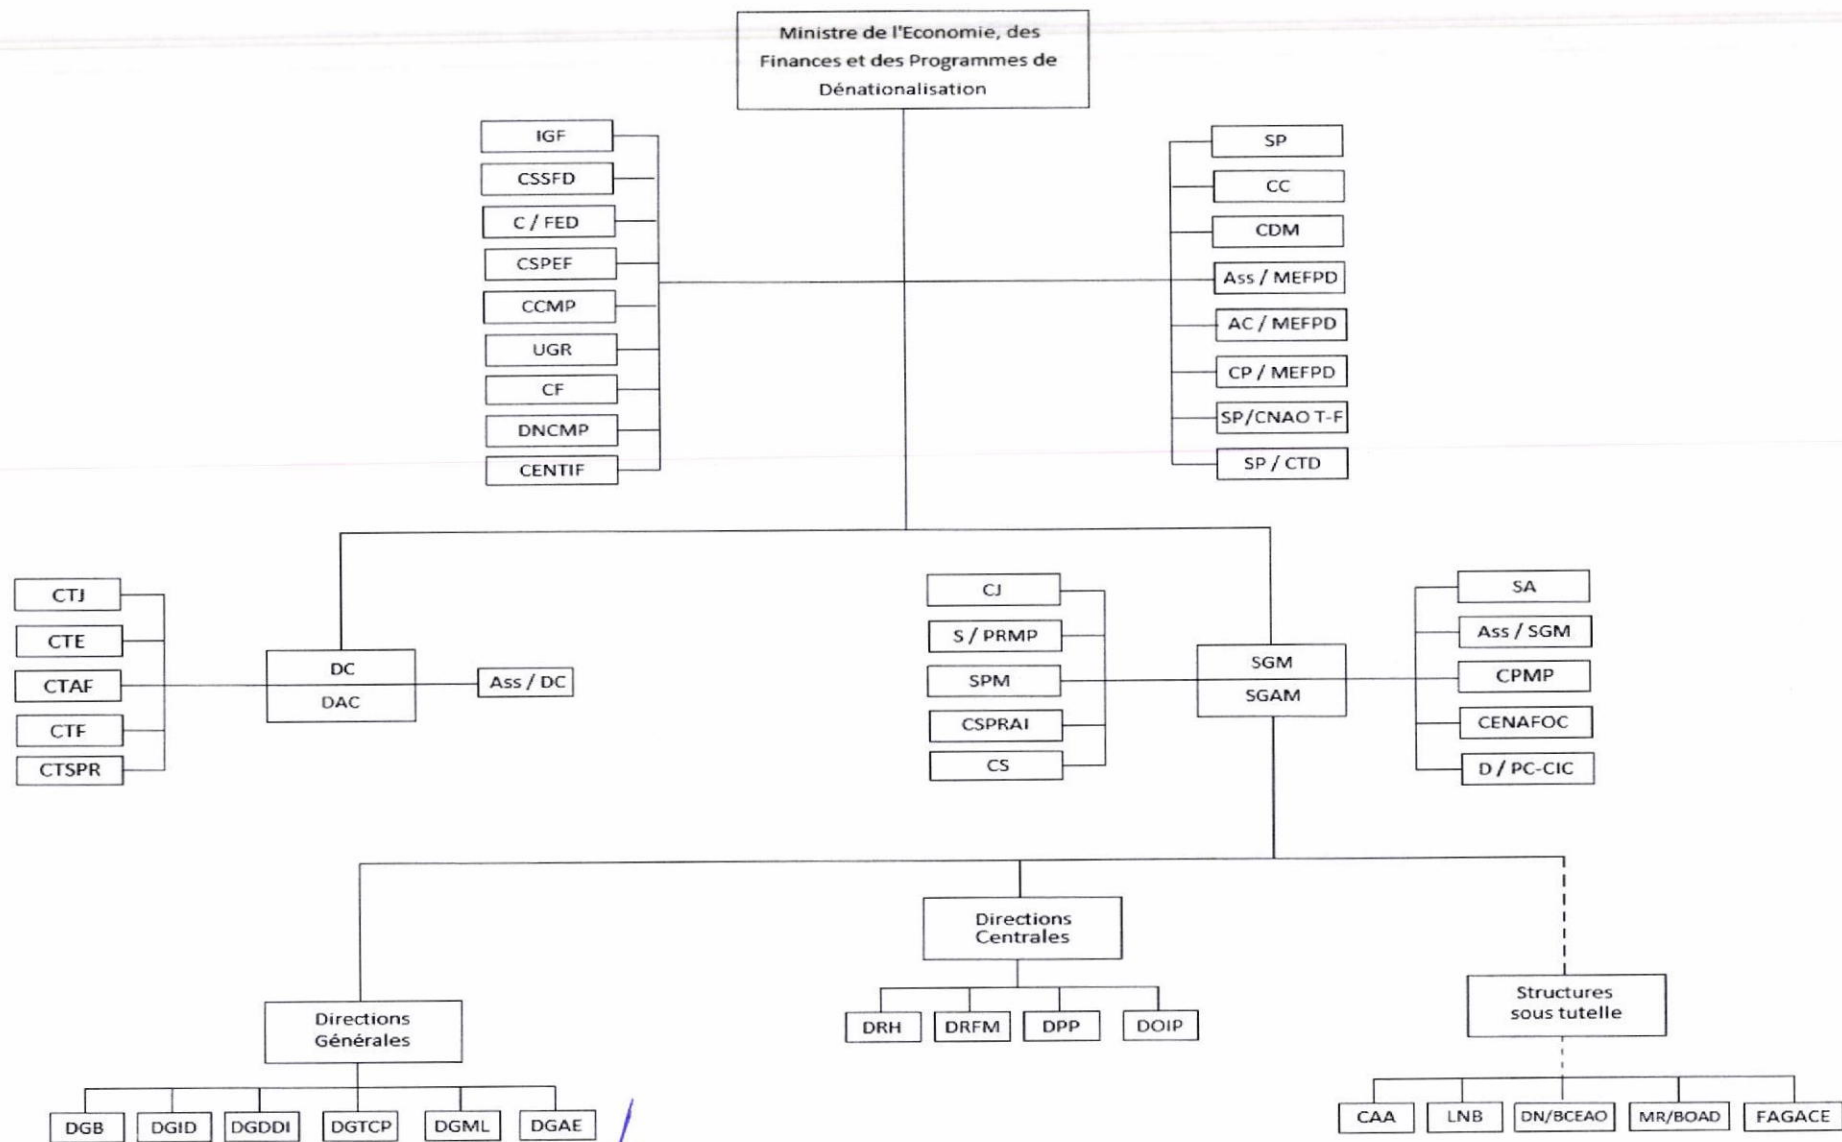 Ministre de l'Economie, des
Finances et des Programmes de
Dénationalisation
IGF
CSSFD
C / FED
CSPEF
CCMP
UGR
CF
DNCMP
CENTIF
SP
CC
CDM
Ass / MEFPD
AC / MEFPD
CP / MEFPD
SP/CNAO T-F
SP / CTD
CTJ
CTE
CTAF
CTF
CTSPR
DC
DAC
Ass / DC
CJ
S / PRMP
SPM
CSPRAI
CS
SGM
SGAM
SA
Ass / SGM
CPMP
CENAFOC
D / PC-CIC
Directions
Générales
DGB
DGID
DGDDI
DGTCP
DGML
DGAE
Directions
Centrales
DRH
DRFM
DPP
DOIP
Structures
sous tutelle
CAA
LNB
DN/BCEAO
MR/BOAD
FAGACE